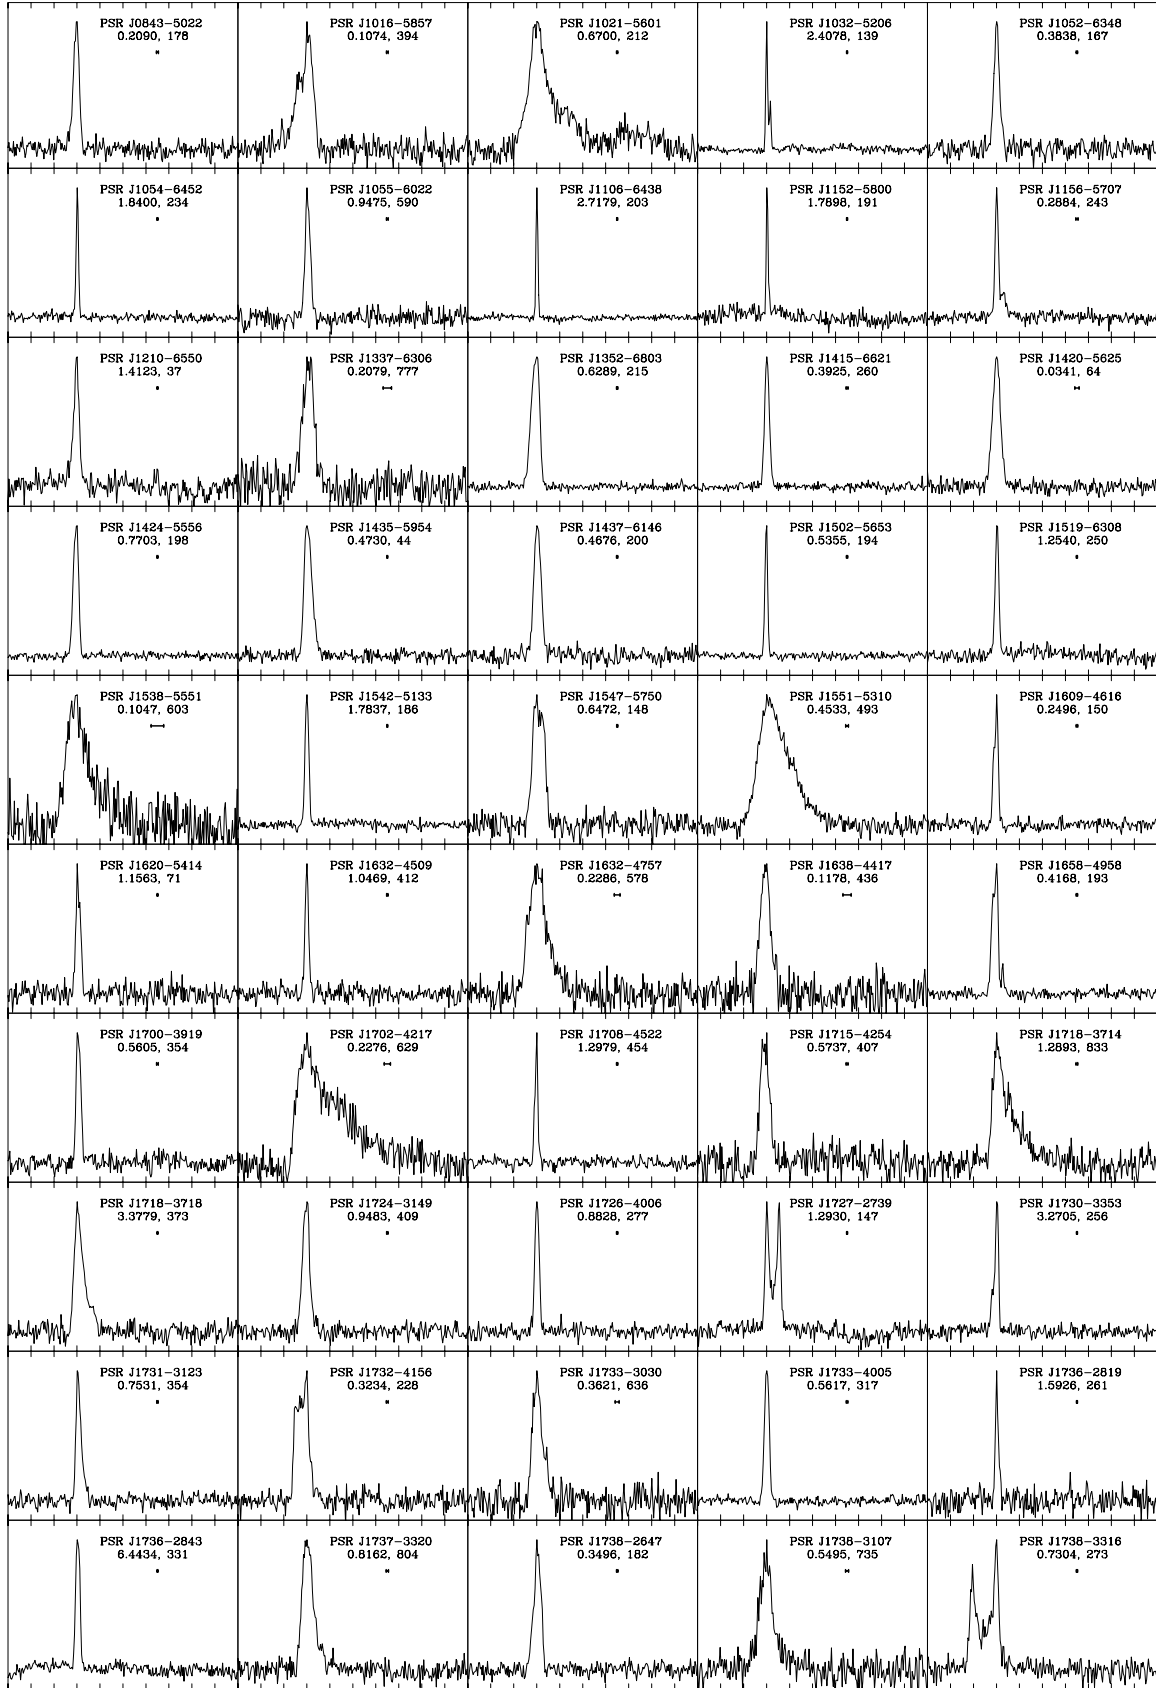 PSR J0843−5022
0.2090, 178
PSR J1016−5857
0.1074, 394
PSR J1021−5601
0.6700, 212
PSR J1032−5206
2.4078, 139
PSR J1052−6348
0.3838, 167
PSR J1054−6452
1.8400, 234
PSR J1055−6022
0.9475, 590
PSR J1106−6438
2.7179, 203
PSR J1152−5800
1.7898, 191
PSR J1156−5707
0.2884, 243
PSR J1210−6550
1.4123, 37
PSR J1337−6306
0.2079, 777
PSR J1352−6803
0.6289, 215
PSR J1415−6621
0.3925, 260
PSR J1420−5625
0.0341, 64
PSR J1424−5556
0.7703, 198
PSR J1435−5954
0.4730, 44
PSR J1437−6146
0.4676, 200
PSR J1502−5653
0.5355, 194
PSR J1519−6308
1.2540, 250
PSR J1538−5551
0.1047, 603
PSR J1542−5133
1.7837, 186
PSR J1547−5750
0.6472, 148
PSR J1551−5310
0.4533, 493
PSR J1609−4616
0.2496, 150
PSR J1620−5414
1.1563, 71
PSR J1632−4509
1.0469, 412
PSR J1632−4757
0.2286, 578
PSR J1638−4417
0.1178, 436
PSR J1658−4958
0.4168, 193
PSR J1700−3919
0.5605, 354
PSR J1702−4217
0.2276, 629
PSR J1708−4522
1.2979, 454
PSR J1715−4254
0.5737, 407
PSR J1718−3714
1.2893, 833
PSR J1718−3718
3.3779, 373
PSR J1724−3149
0.9483, 409
PSR J1726−4006
0.8828, 277
PSR J1727−2739
1.2930, 147
PSR J1730−3353
3.2705, 256
PSR J1731−3123
0.7531, 354
PSR J1732−4156
0.3234, 228
PSR J1733−3030
0.3621, 636
PSR J1733−4005
0.5617, 317
PSR J1736−2819
1.5926, 261
PSR J1736−2843
6.4434, 331
PSR J1737−3320
0.8162, 804
PSR J1738−2647
0.3496, 182
PSR J1738−3107
0.5495, 735
PSR J1738−3316
0.7304, 273